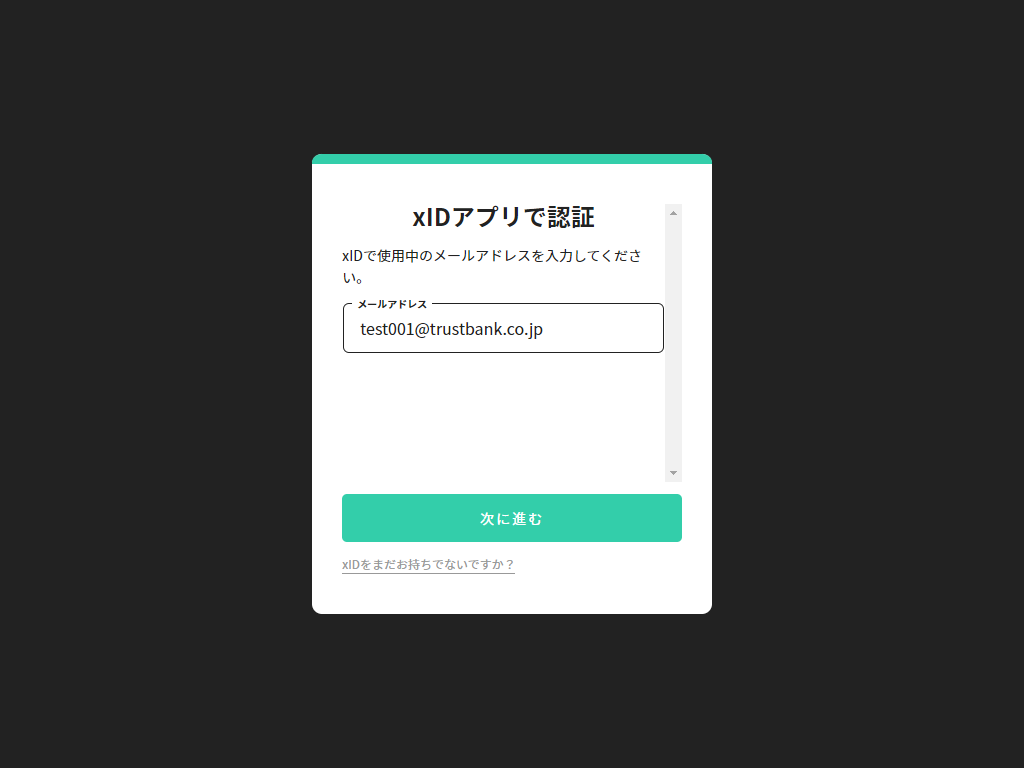 xIDアプリで認証
xIDで使用中のメールアドレスを入力してくださ
い。
メールアドレス
test001@trustbank.co.jp
次に進む
xIDをまだお持ちでないですか？